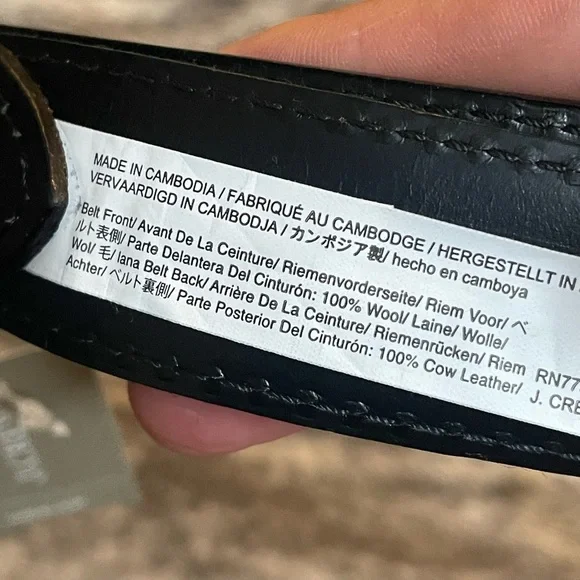 MADE IN CAMBODIA / FABRIQUÉ AU CAMBODGE / HERGESTELLT IN
VERVAARDIGD IN CAMBODJA / カンボジア製/ hecho en camboya
Belt Front/ Avant De La Ceinture/ Riemenvorderseite/ Riem Voor/ ベ
ルト表側/ Parte Delantera Del Cinturón: 100% Wool/ Laine/ Wolle/
Wol/ 毛/ lana Belt Back/ Arrière De La Ceinture/ Riemenrücken/ Riem
Achter/ ベルト裏側/ Parte Posterior Del Cinturón: 100% Cow Leather/
RN77
J. CRE